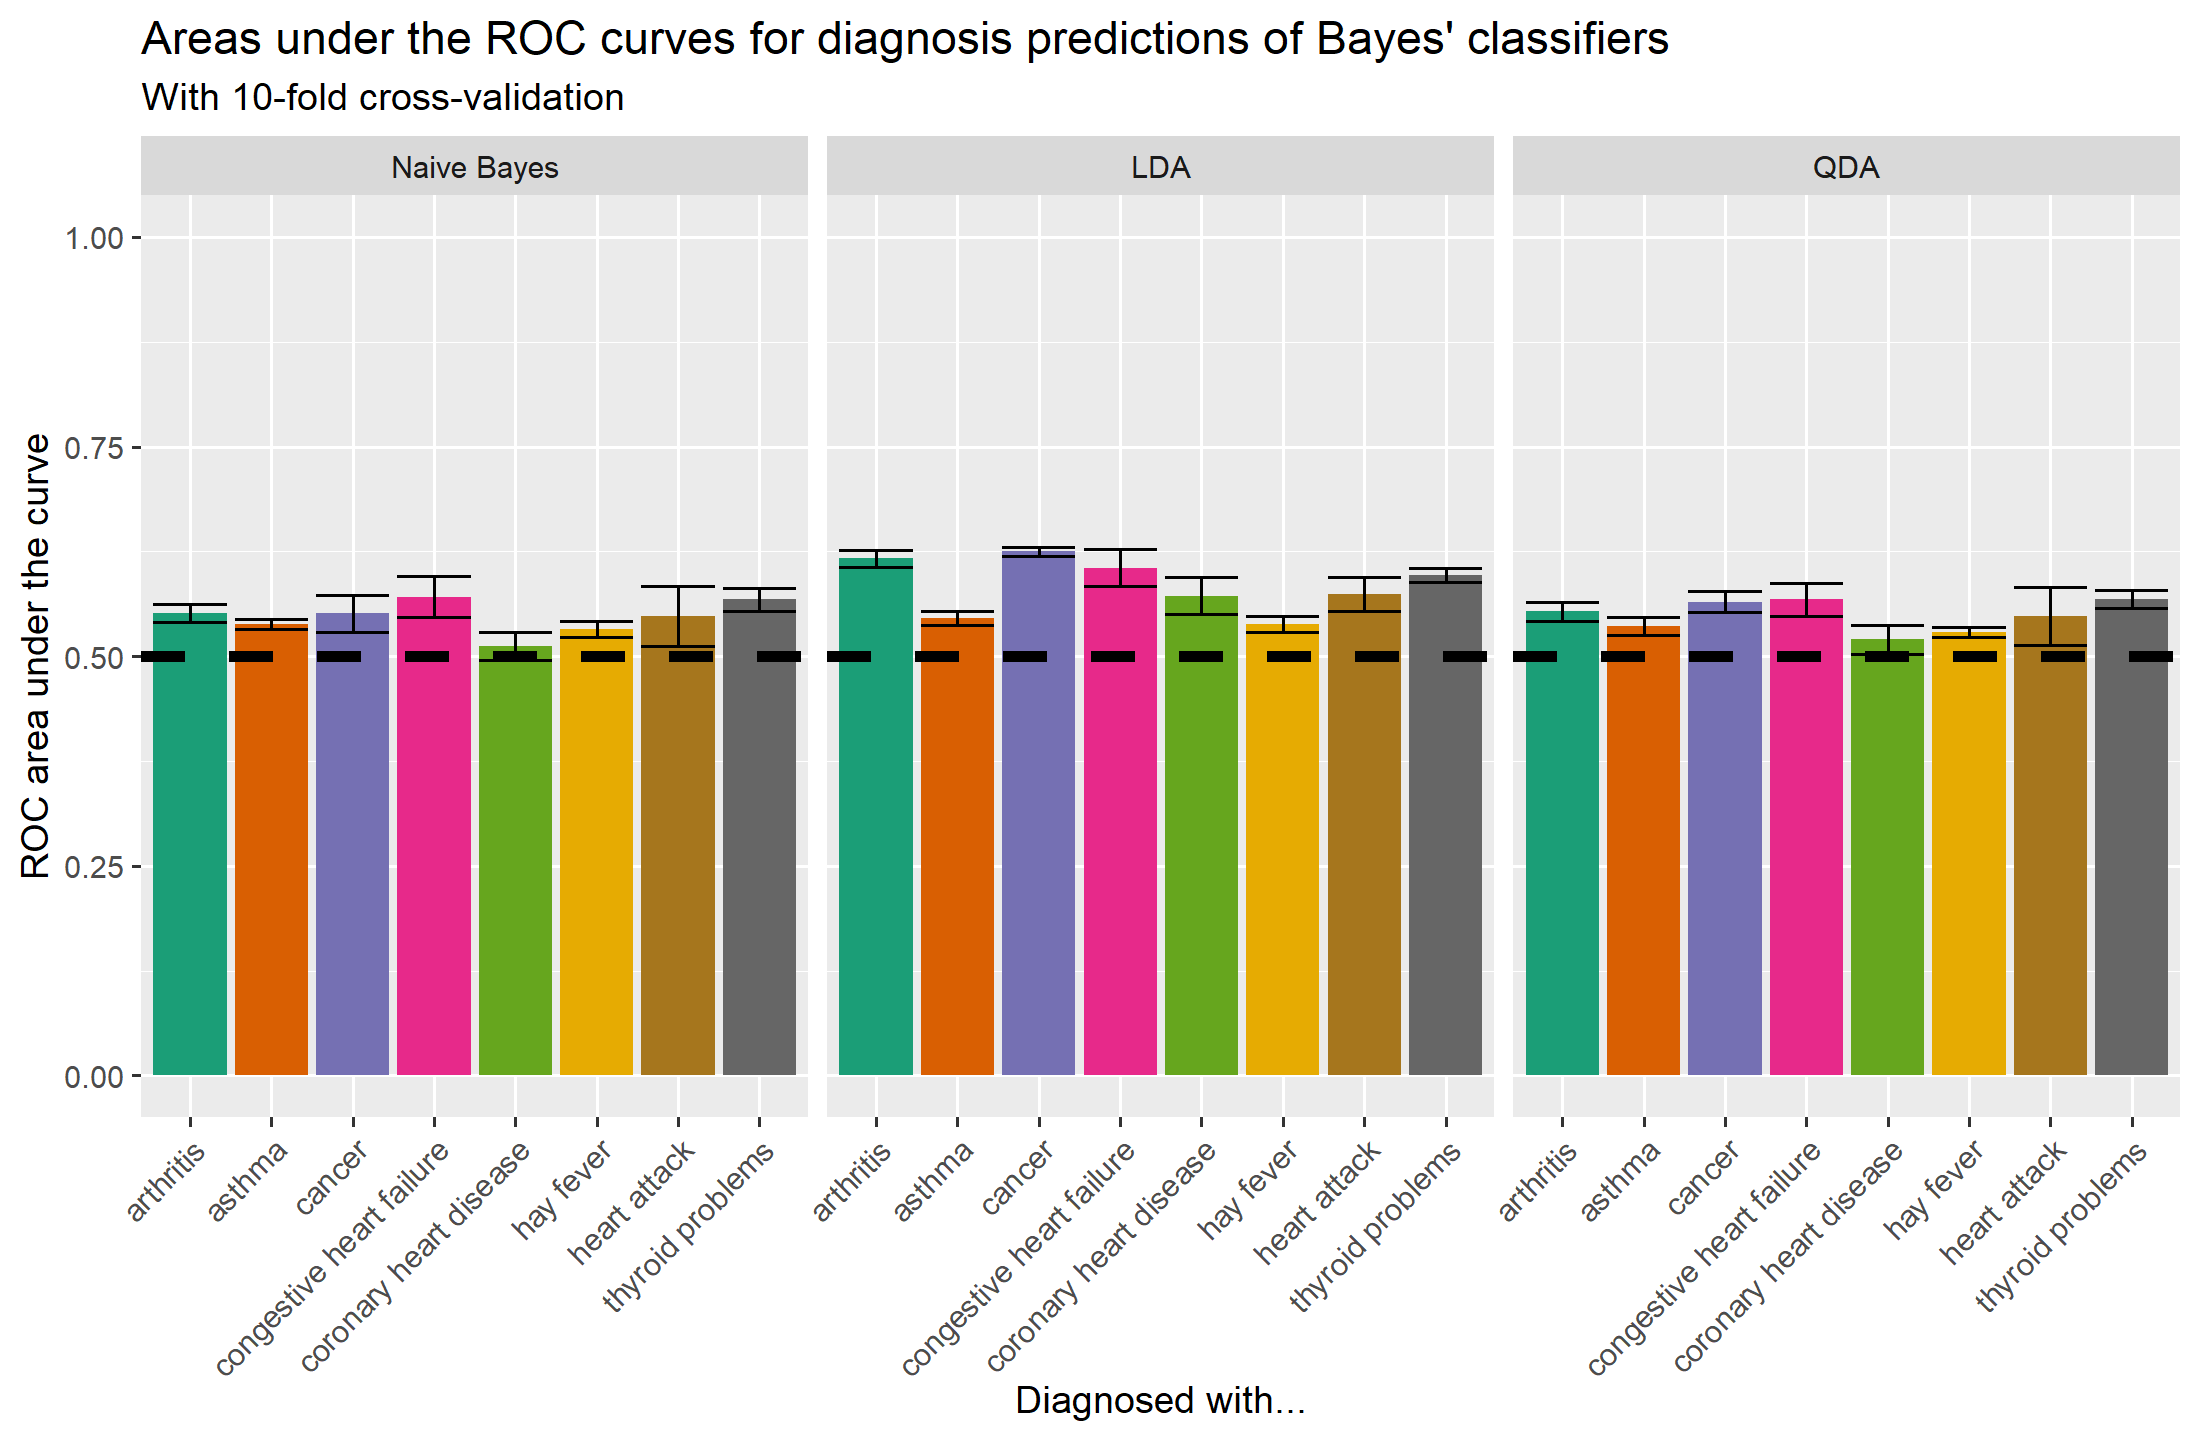 Areas under the ROC curves for diagnosis predictions of Bayes' classifiers
With 10-fold cross-validation
Naive Bayes
LDA
QDA
ROC area under the curve
1.00
0.75
0.50
0.25
0.00
arthritis
asthma
cancer
congestive heart failure
coronary heart disease
hay fever
heart attack
thyroid problems
arthritis
asthma
cancer
congestive heart failure
coronary heart disease
hay fever
heart attack
thyroid problems
arthritis
asthma
cancer
congestive heart failure
coronary heart disease
hay fever
heart attack
thyroid problems
Diagnosed with...